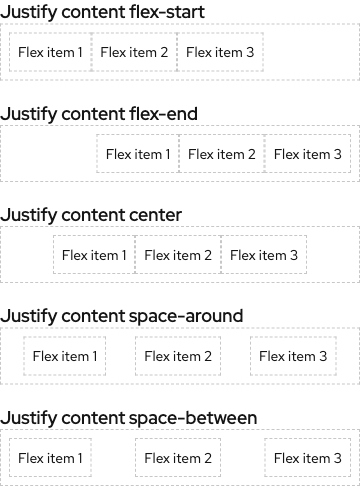 Justify content flex-start
Flex item 1 Flex item 2 Flex item 3
Justify content flex-end
Flex item 1 Flex item 2 Flex item 3
Justify content center
Flex item 1 Flex item 2 Flex item 3
Justify content space-around
Flex item 1 Flex item 2 Flex item 3
Justify content space-between
Flex item 1 Flex item 2 Flex item 3